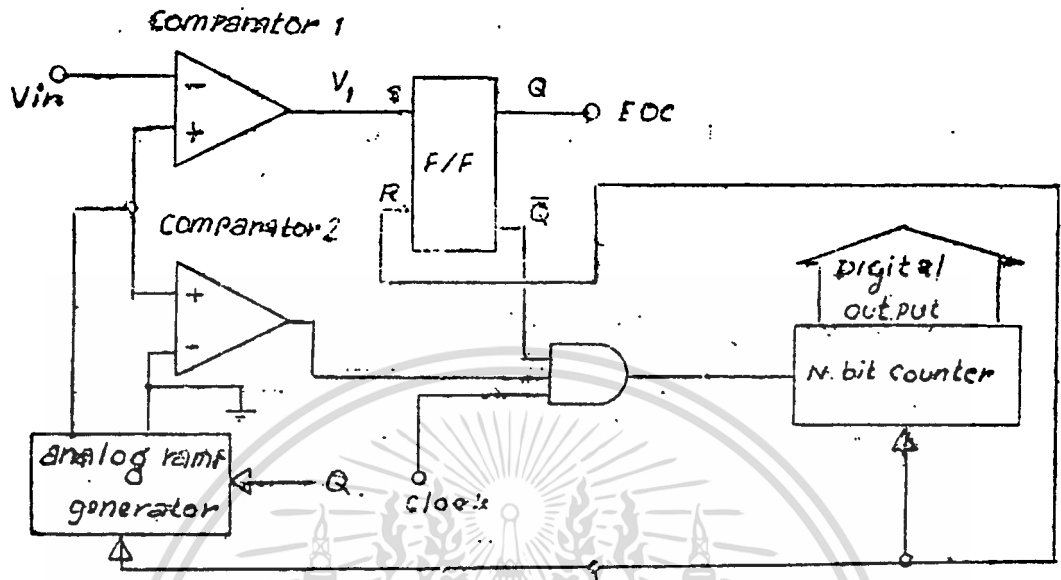 Comparator 1
Vin
−
+
V₁
S
R
F/F
Q
Q̅
EOC
Comparator 2
+
−
Digital
output
N. bit counter
analog ramp
generator
Q
Clock